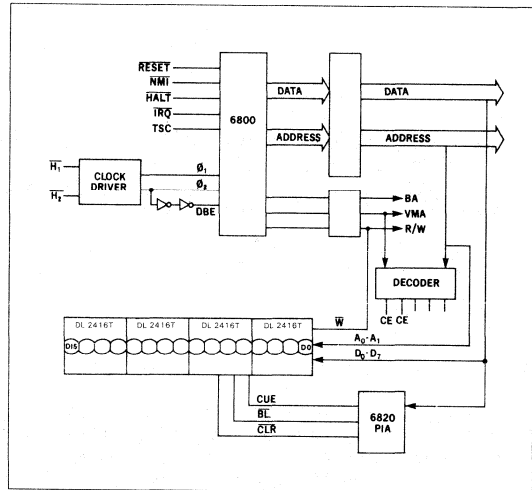 RESET
NMI
HALT
IRQ
TSC
6800
DATA
DATA
ADDRESS
ADDRESS
H₁
H₂
CLOCK
DRIVER
Ø₁
Ø₂
DBE
BA
VMA
R/W
DECODER
CE CE
DL 2416T DL 2416T DL 2416T DL 2416T
W
D15
D0
A₀-A₁
D₀-D₇
CUE
BL
CLR
6820
PIA